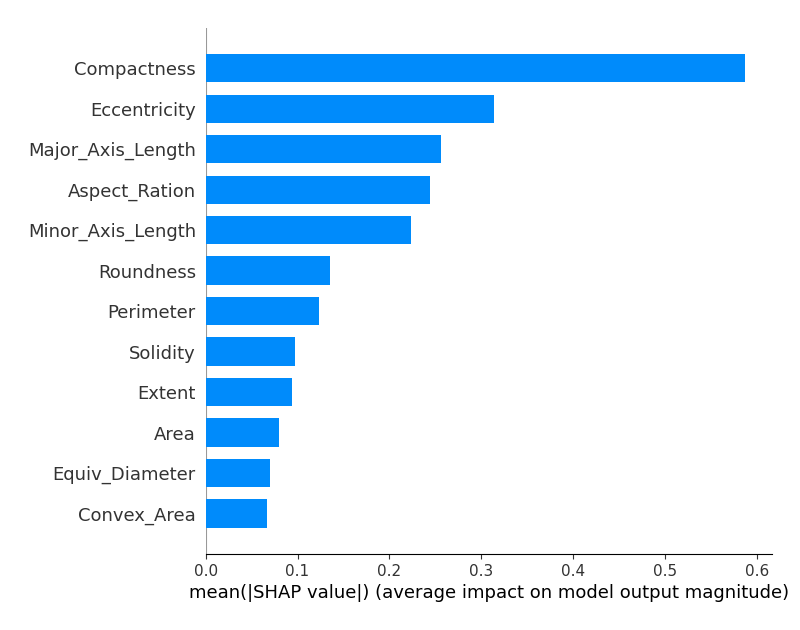 Compactness
Eccentricity
Major_Axis_Length
Aspect_Ration
Minor_Axis_Length
Roundness
Perimeter
Solidity
Extent
Area
Equiv_Diameter
Convex_Area
0.0 0.1 0.2 0.3 0.4 0.5 0.6
mean(|SHAP value|) (average impact on model output magnitude)